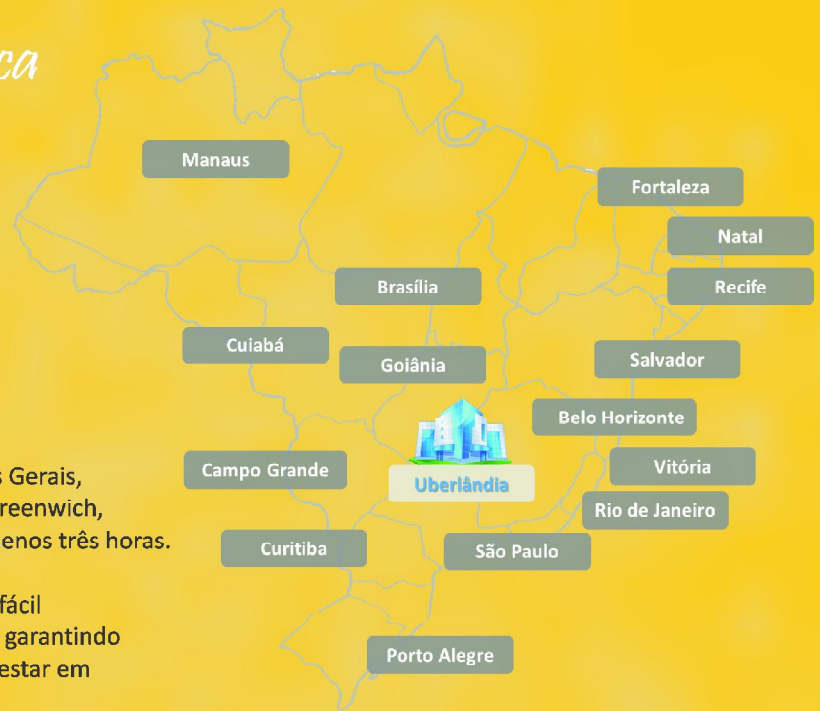 ca
Manaus
Fortaleza
Natal
Brasília
Recife
Cuiabá
Goiânia
Salvador
Belo Horizonte
Campo Grande
Uberlândia
Vitória
Rio de Janeiro
Curitiba
São Paulo
Porto Alegre
s Gerais,
reenwich,
enos três horas.
fácil
garantindo
estar em